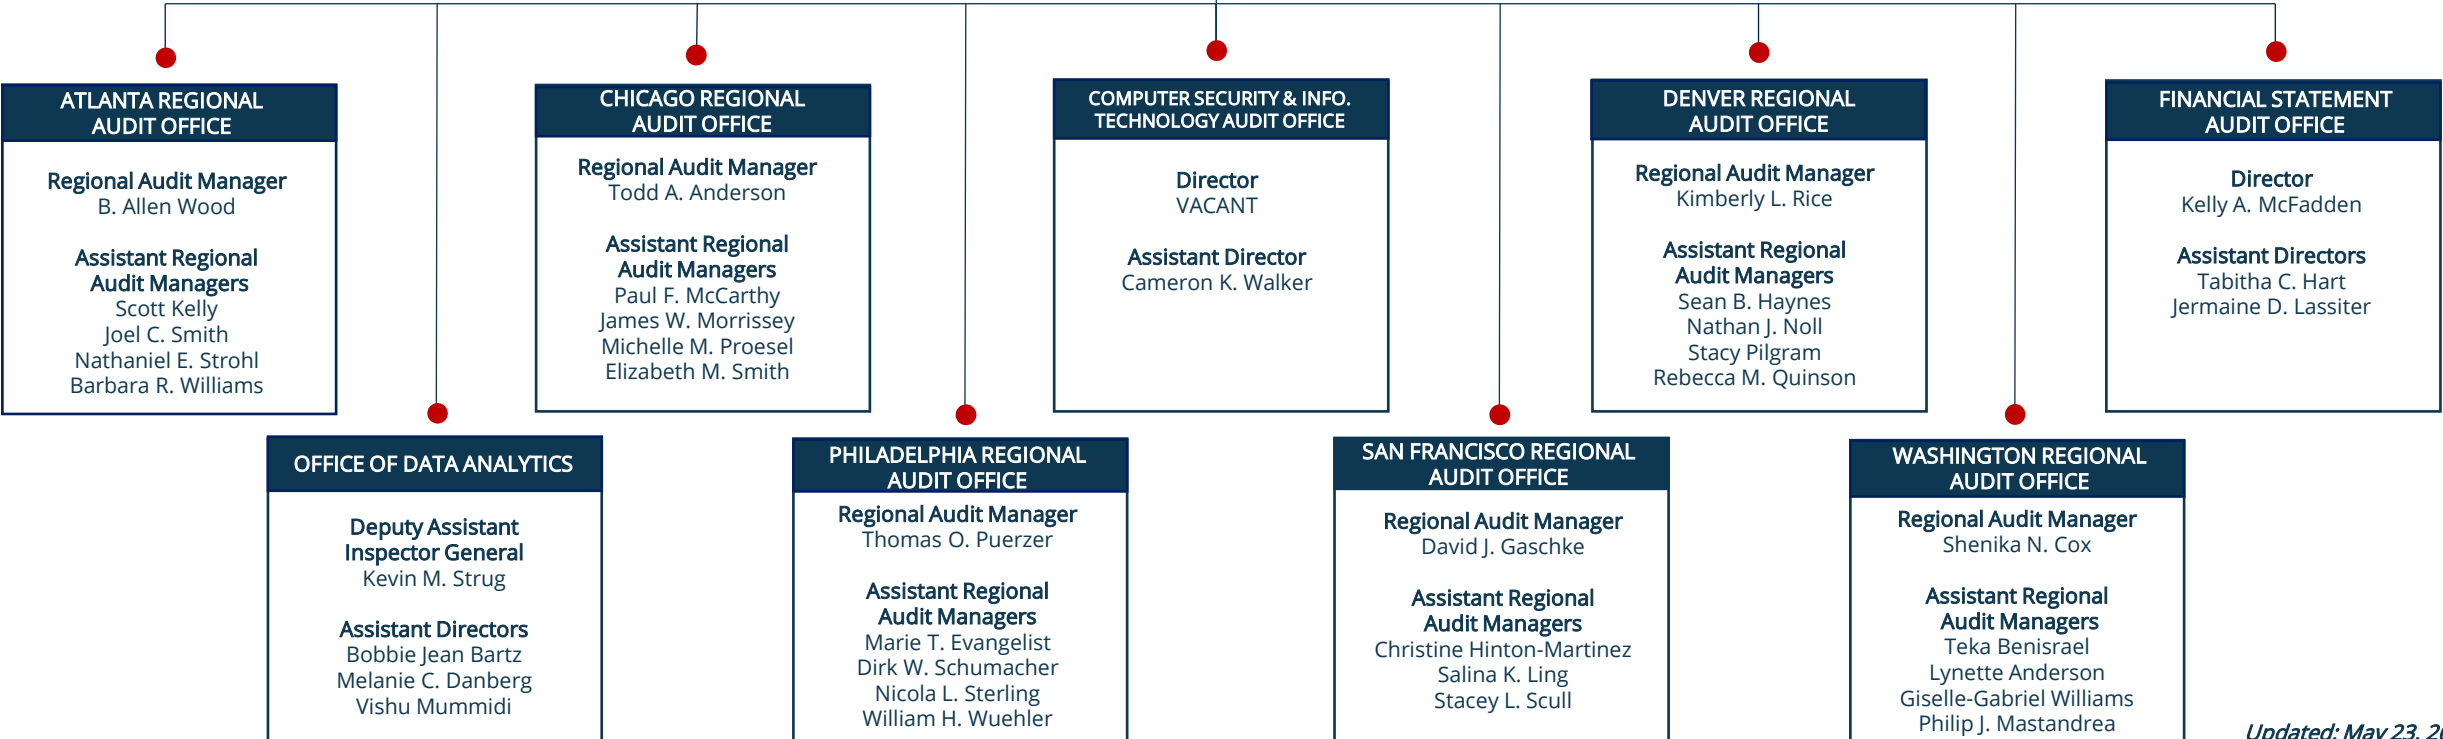 ATLANTA REGIONAL
AUDIT OFFICE
Regional Audit Manager
B. Allen Wood
Assistant Regional
Audit Managers
Scott Kelly
Joel C. Smith
Nathaniel E. Strohl
Barbara R. Williams
CHICAGO REGIONAL
AUDIT OFFICE
Regional Audit Manager
Todd A. Anderson
Assistant Regional
Audit Managers
Paul F. McCarthy
James W. Morrissey
Michelle M. Proesel
Elizabeth M. Smith
COMPUTER SECURITY & INFO.
TECHNOLOGY AUDIT OFFICE
Director
VACANT
Assistant Director
Cameron K. Walker
DENVER REGIONAL
AUDIT OFFICE
Regional Audit Manager
Kimberly L. Rice
Assistant Regional
Audit Managers
Sean B. Haynes
Nathan J. Noll
Stacy Pilgram
Rebecca M. Quinson
FINANCIAL STATEMENT
AUDIT OFFICE
Director
Kelly A. McFadden
Assistant Directors
Tabitha C. Hart
Jermaine D. Lassiter
OFFICE OF DATA ANALYTICS
Deputy Assistant
Inspector General
Kevin M. Strug
Assistant Directors
Bobbie Jean Bartz
Melanie C. Danberg
Vishu Mummidi
PHILADELPHIA REGIONAL
AUDIT OFFICE
Regional Audit Manager
Thomas O. Puerzer
Assistant Regional
Audit Managers
Marie T. Evangelist
Dirk W. Schumacher
Nicola L. Sterling
William H. Wuehler
SAN FRANCISCO REGIONAL
AUDIT OFFICE
Regional Audit Manager
David J. Gaschke
Assistant Regional
Audit Managers
Christine Hinton-Martinez
Salina K. Ling
Stacey L. Scull
WASHINGTON REGIONAL
AUDIT OFFICE
Regional Audit Manager
Shenika N. Cox
Assistant Regional
Audit Managers
Teka Benisrael
Lynette Anderson
Giselle-Gabriel Williams
Philip J. Mastandrea
Updated: May 23,